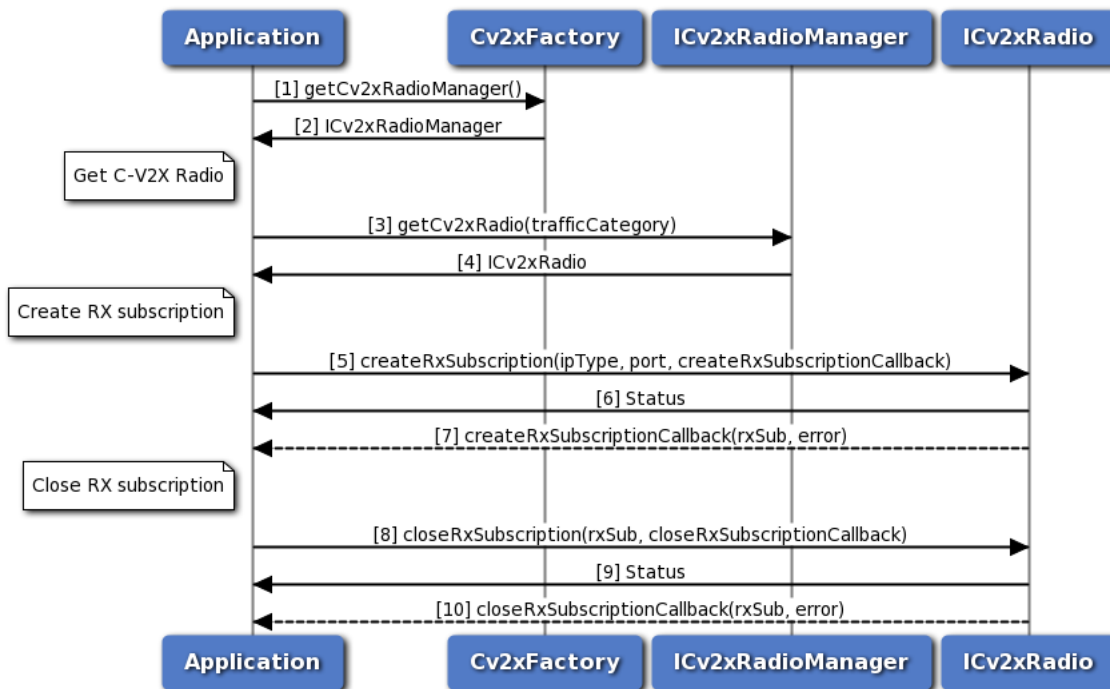 Application
Cv2xFactory
ICv2xRadioManager
ICv2xRadio
[1] getCv2xRadioManager()
[2] ICv2xRadioManager
Get C-V2X Radio
[3] getCv2xRadio(trafficCategory)
[4] ICv2xRadio
Create RX subscription
[5] createRxSubscription(ipType, port, createRxSubscriptionCallback)
[6] Status
[7] createRxSubscriptionCallback(rxSub, error)
Close RX subscription
[8] closeRxSubscription(rxSub, closeRxSubscriptionCallback)
[9] Status
[10] closeRxSubscriptionCallback(rxSub, error)
Application
Cv2xFactory
ICv2xRadioManager
ICv2xRadio